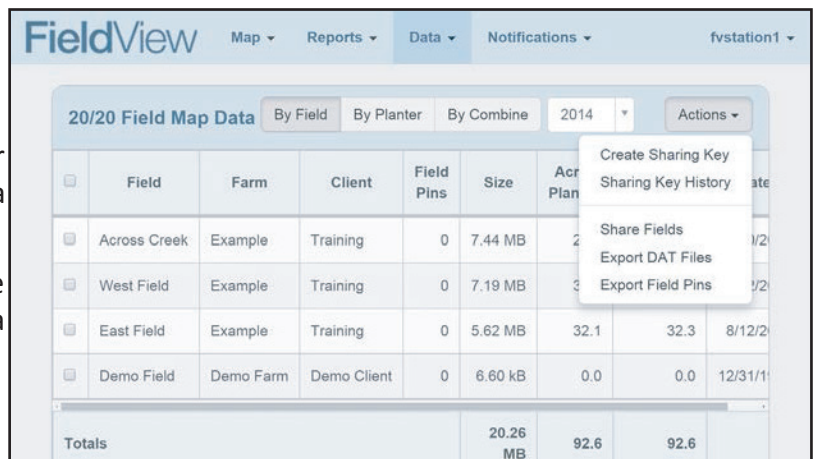 FieldView Map Reports Data Notifications fvstation1
20/20 Field Map Data By Field By Planter By Combine 2014 Actions
Create Sharing Key
Sharing Key History
Share Fields
Export DAT Files
Export Field Pins
Field Farm Client Field Pins Size
Across Creek Example Training 0 7.44 MB
West Field Example Training 0 7.19 MB
East Field Example Training 0 5.62 MB 32.1 32.3
Demo Field Demo Farm Demo Client 0 6.60 kB 0.0 0.0
Totals 20.26 MB 92.6 92.6